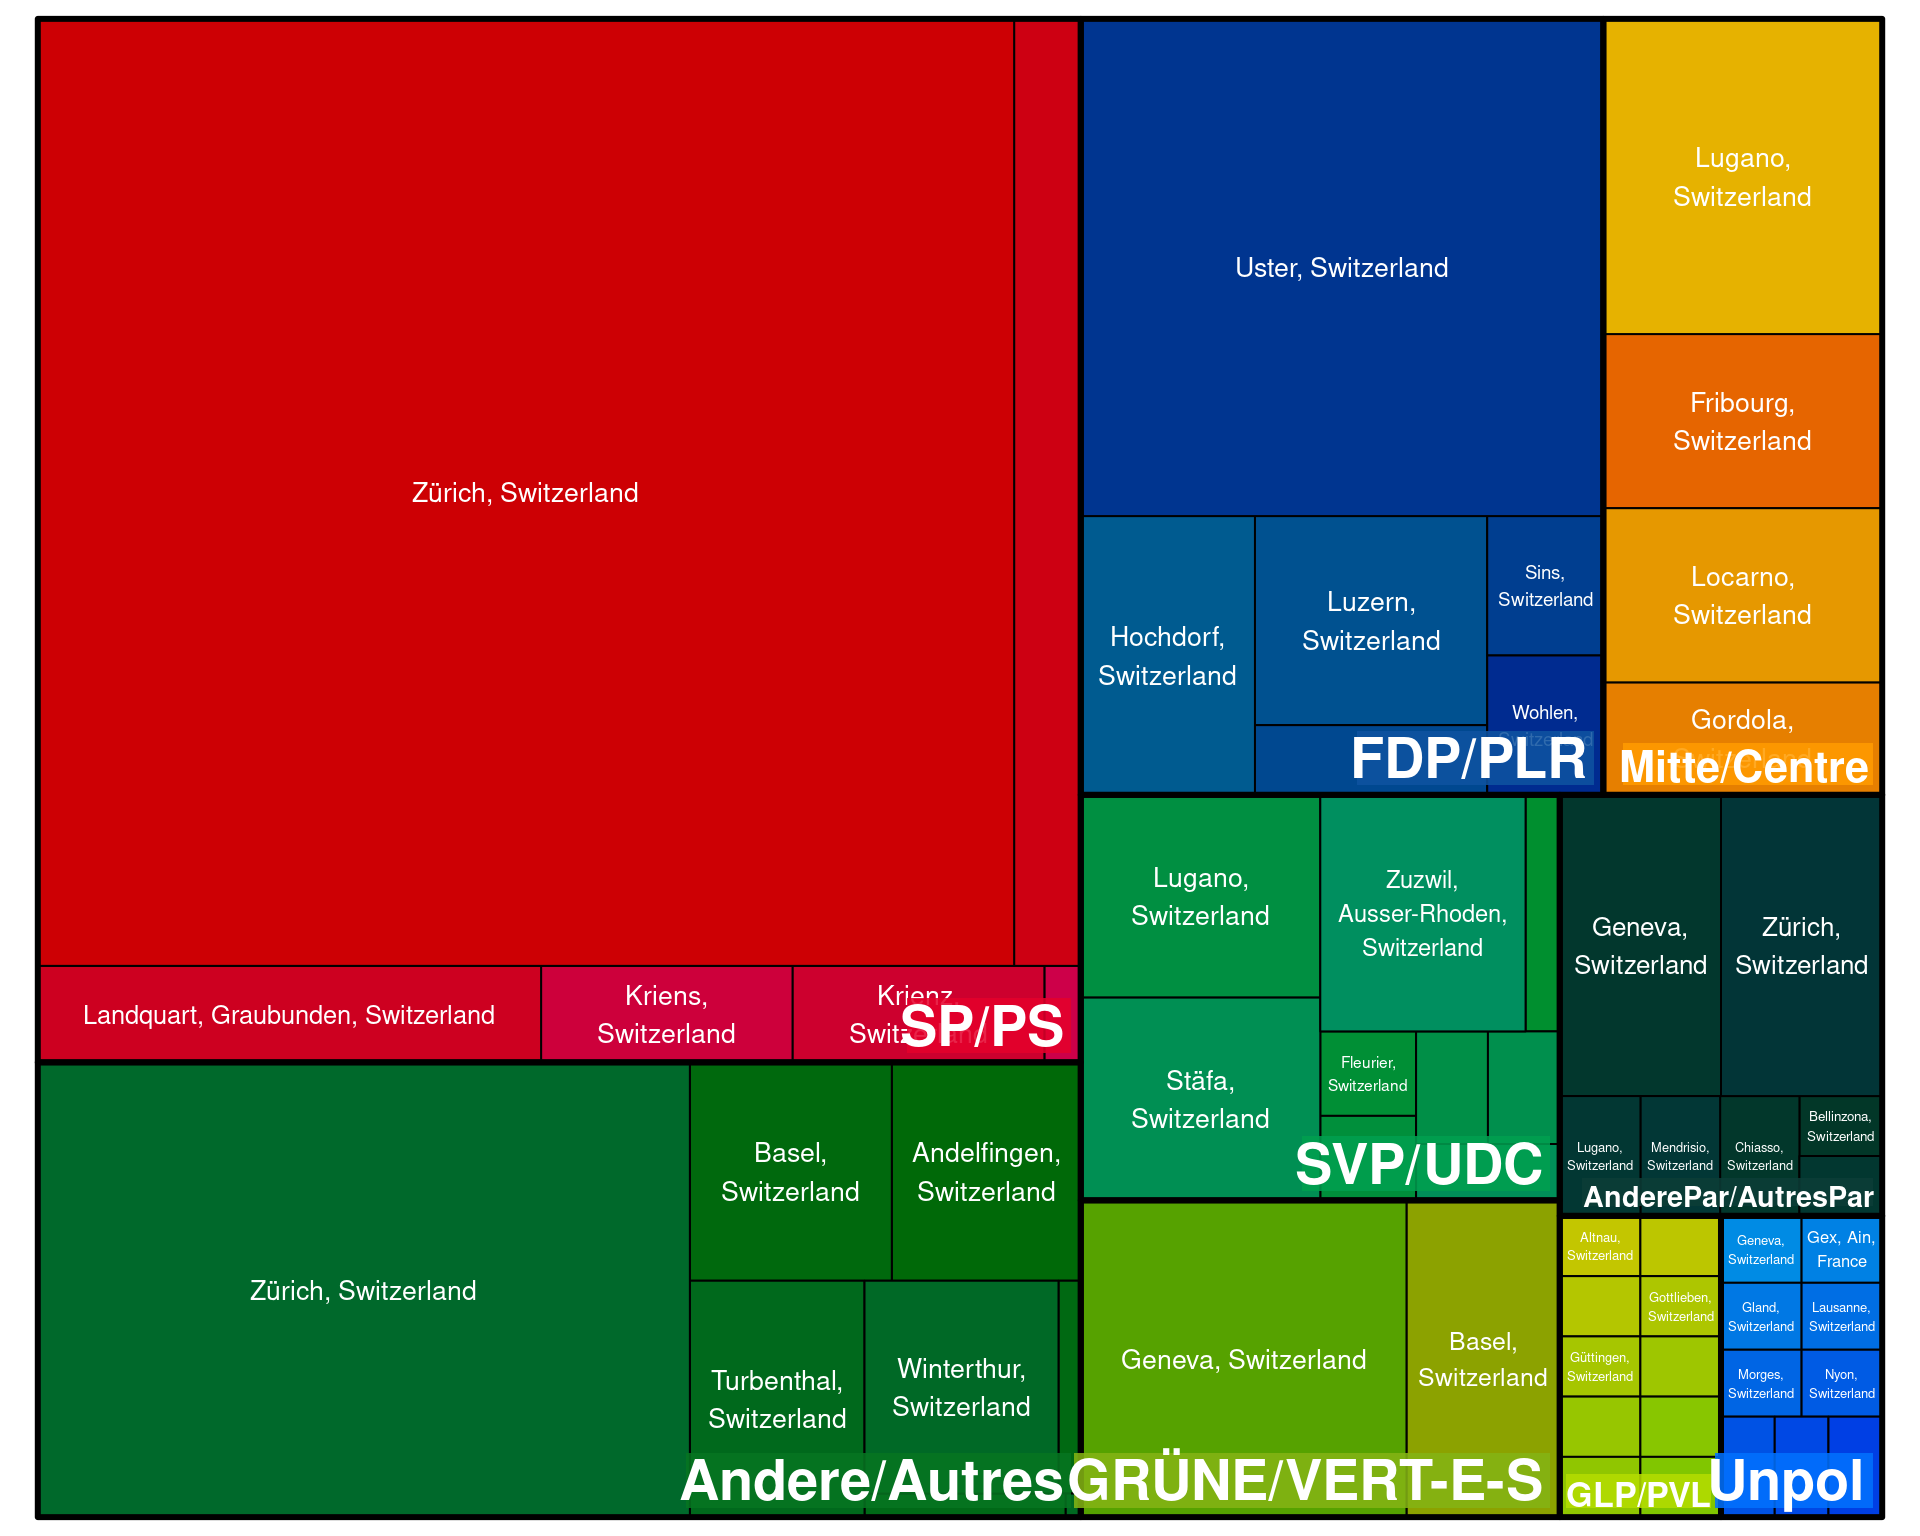 Zürich, Switzerland
Landquart, Graubunden, Switzerland
Kriens,
Switzerland
Krienz,
Switzerland
SP/PS
Uster, Switzerland
Hochdorf,
Switzerland
Luzern,
Switzerland
Sins,
Switzerland
Wohlen,
Switzerland
FDP/PLR
Lugano,
Switzerland
Fribourg,
Switzerland
Locarno,
Switzerland
Gordola,
Switzerland
Mitte/Centre
Zürich, Switzerland
Basel,
Switzerland
Andelfingen,
Switzerland
Turbenthal,
Switzerland
Winterthur,
Switzerland
Andere/Autres
Lugano,
Switzerland
Zuzwil,
Ausser-Rhoden,
Switzerland
Stäfa,
Switzerland
Fleurier,
Switzerland
SVP/UDC
Geneva,
Switzerland
Zürich,
Switzerland
Lugano,
Switzerland
Mendrisio,
Switzerland
Chiasso,
Switzerland
Bellinzona,
Switzerland
AnderePar/AutresPar
Geneva, Switzerland
Basel,
Switzerland
GRÜNE/VERT-E-S
Altnau,
Switzerland
Gottlieben,
Switzerland
Güttingen,
Switzerland
GLP/PVL
Geneva,
Switzerland
Gex, Ain,
France
Gland,
Switzerland
Lausanne,
Switzerland
Morges,
Switzerland
Nyon,
Switzerland
Unpol